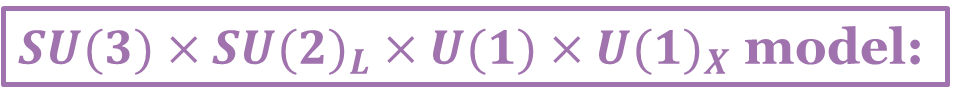 SU(3) × SU(2)_L × U(1) × U(1)_X model: